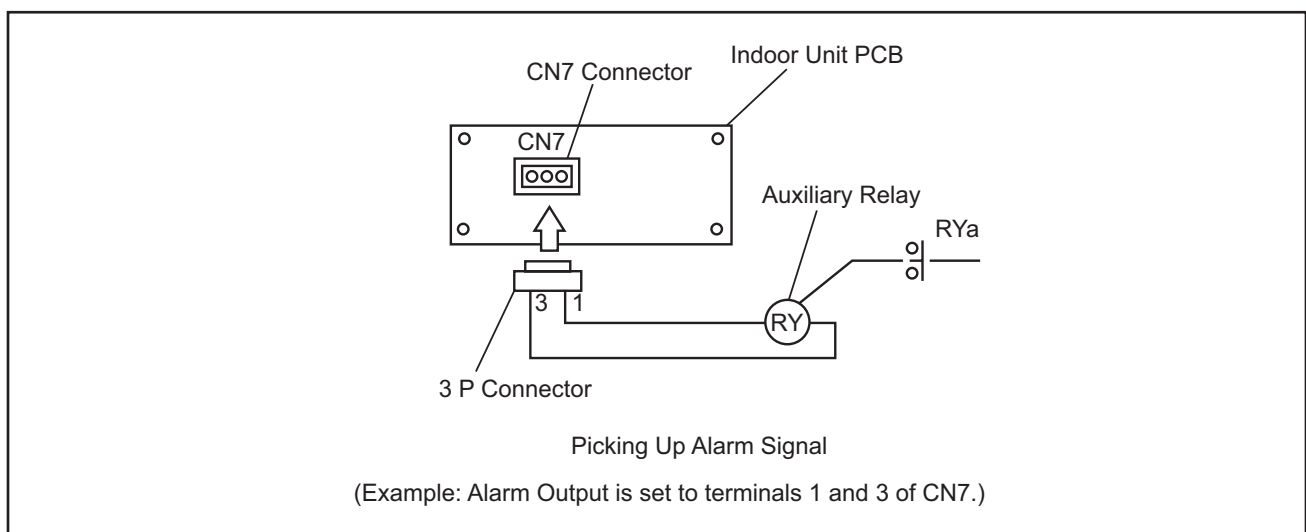 Indoor Unit PCB
CN7 Connector
CN7
Auxiliary Relay
RYa
3 1
RY
3 P Connector
Picking Up Alarm Signal
(Example: Alarm Output is set to terminals 1 and 3 of CN7.)